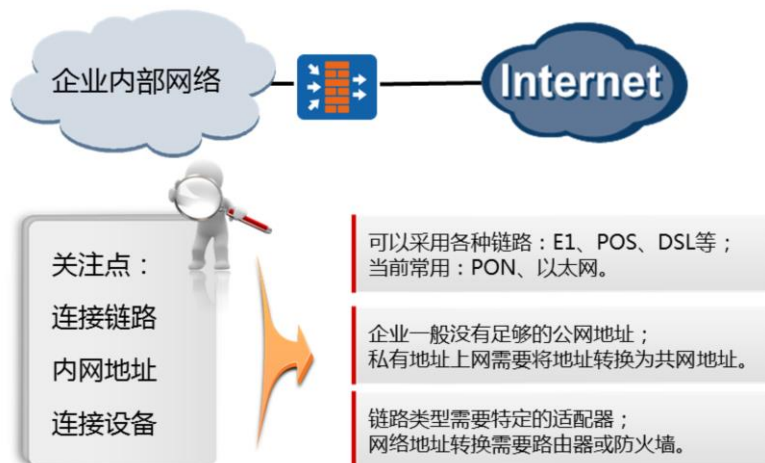 企业内部网络
Internet
关注点：
连接链路
内网地址
连接设备
可以采用各种链路：E1、POS、DSL等；
当前常用：PON、以太网。
企业一般没有足够的公网地址；
私有地址上网需要将地址转换为共网地址。
链路类型需要特定的适配器；
网络地址转换需要路由器或防火墙。